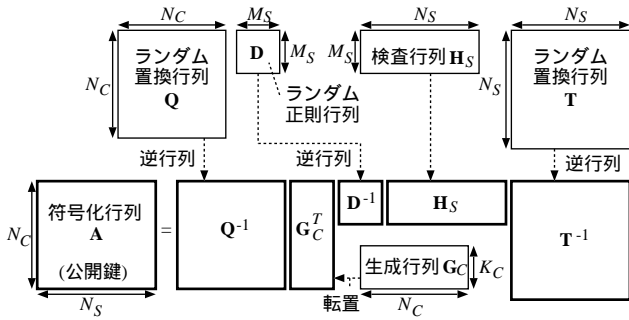 N_C
M_S
N_S
N_S
N_C
ランダム
置換行列
Q
D
M_S
ランダム
正則行列
M_S
検査行列 H_S
N_S
ランダム
置換行列
T
逆行列
逆行列
逆行列
N_C
符号化行列
A
(公開鍵)
N_S
=
Q^-1
G_C^T
D^-1
H_S
T^-1
生成行列 G_C
K_C
転置
N_C